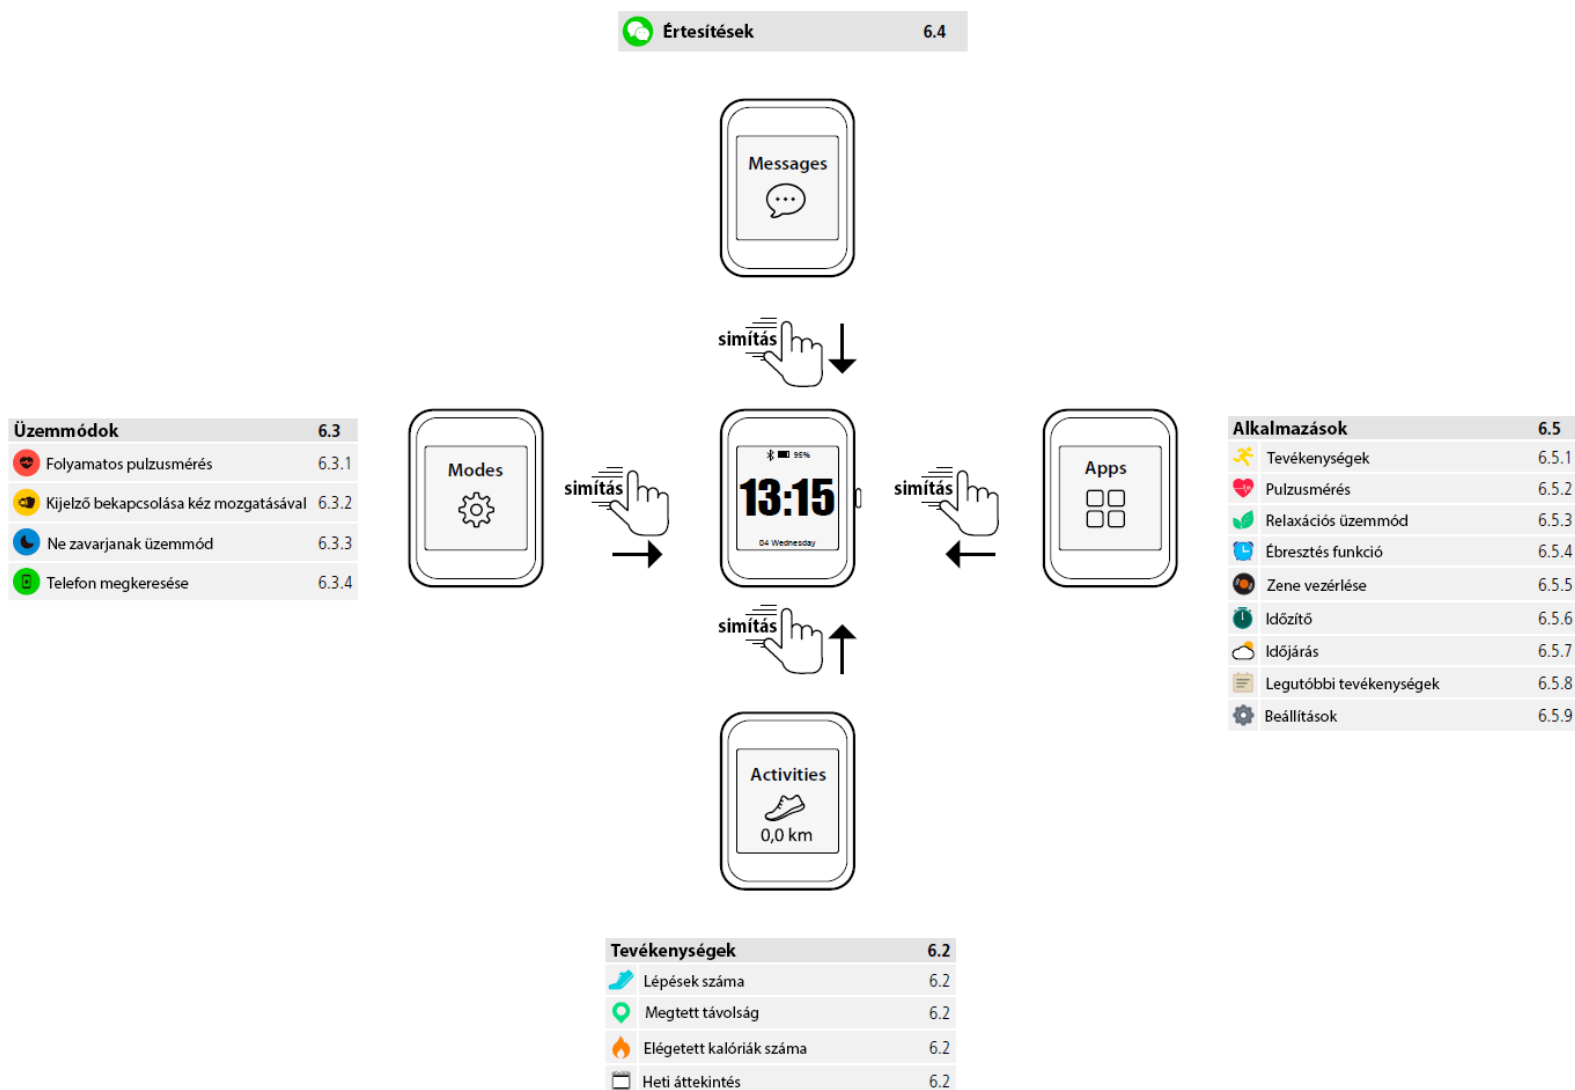 Értesítések 6.4
Messages
simítás
Üzemmódok 6.3
Folyamatos pulzusmérés 6.3.1
Kijelző bekapcsolása kéz mozgatásával 6.3.2
Ne zavarjanak üzemmód 6.3.3
Telefon megkeresése 6.3.4
Modes
simítás
95%
13:15
04 Wednesday
simítás
Apps
Alkalmazások 6.5
Tevékenységek 6.5.1
Pulzusmérés 6.5.2
Relaxációs üzemmód 6.5.3
Ébresztés funkció 6.5.4
Zene vezérlése 6.5.5
Időzítő 6.5.6
Időjárás 6.5.7
Legutóbbi tevékenységek 6.5.8
Beállítások 6.5.9
simítás
Activities
0,0 km
Tevékenységek 6.2
Lépések száma 6.2
Megtett távolság 6.2
Elégetett kalóriák száma 6.2
Heti áttekintés 6.2